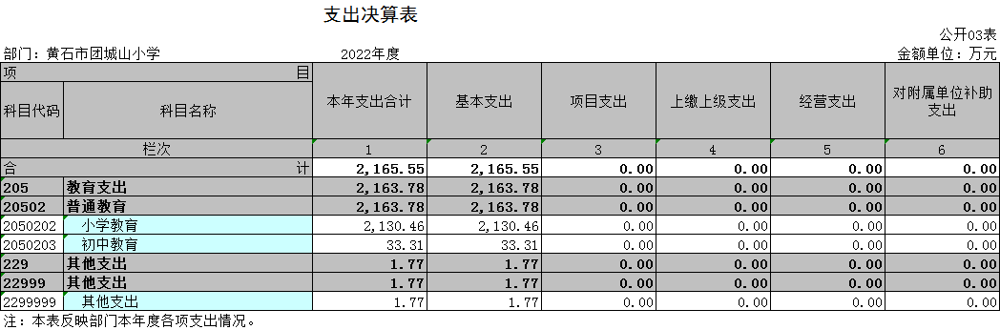 支出决算表
公开03表
部门：黄石市团城山小学 2022年度 金额单位：万元
项 目
科目代码 科目名称 本年支出合计 基本支出 项目支出 上缴上级支出 经营支出 对附属单位补助支出
栏次 1 2 3 4 5 6
合 计 2,165.55 2,165.55 0.00 0.00 0.00 0.00
205 教育支出 2,163.78 2,163.78 0.00 0.00 0.00 0.00
20502 普通教育 2,163.78 2,163.78 0.00 0.00 0.00 0.00
2050202 小学教育 2,130.46 2,130.46 0.00 0.00 0.00 0.00
2050203 初中教育 33.31 33.31 0.00 0.00 0.00 0.00
229 其他支出 1.77 1.77 0.00 0.00 0.00 0.00
22999 其他支出 1.77 1.77 0.00 0.00 0.00 0.00
2299999 其他支出 1.77 1.77 0.00 0.00 0.00 0.00
注：本表反映部门本年度各项支出情况。